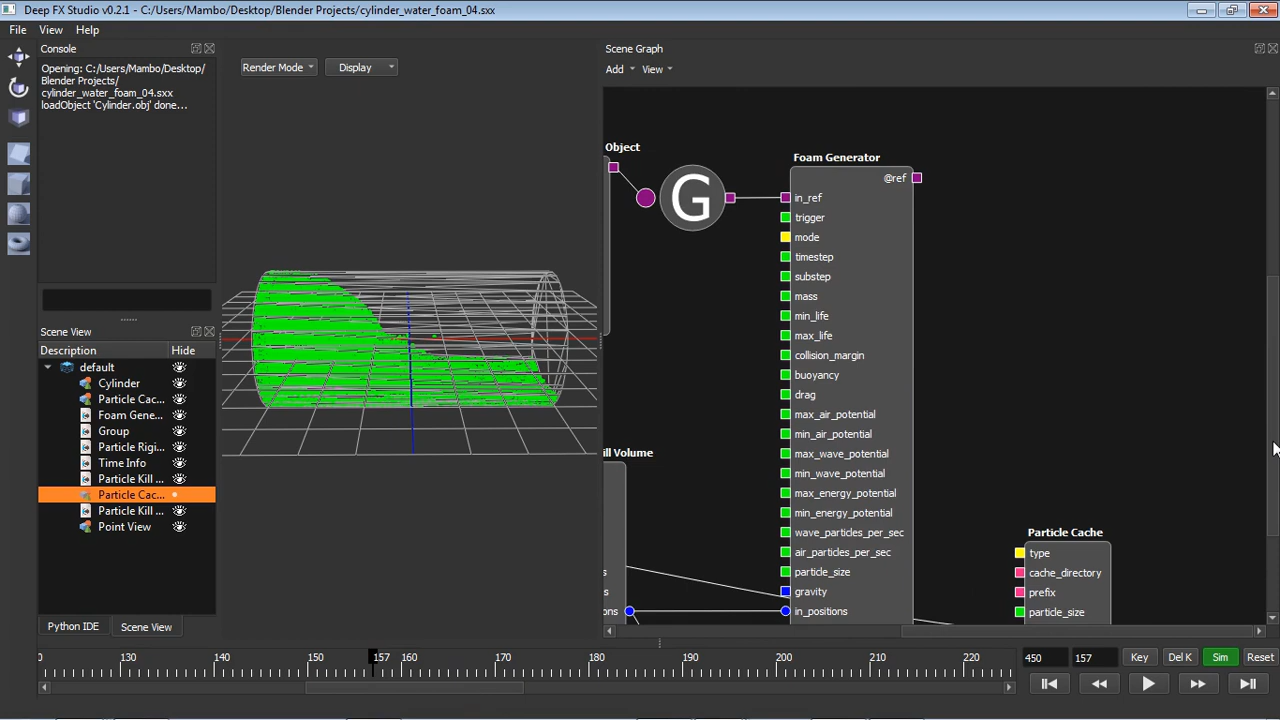 Deep FX Studio v0.2.1 - C:/Users/Mambo/Desktop/Blender Projects/cylinder_water_foam_04.sxx
File View Help
Console
Opening: C:/Users/Mambo/Desktop/
Blender Projects/
cylinder_water_foam_04.sxx
loadObject 'Cylinder.obj' done...
Scene View
Description Hide
default
Cylinder
Particle Cac...
Foam Gene...
Group
Particle Rigi...
Time Info
Particle Kill ...
Particle Cac...
Particle Kill ...
Point View
Python IDE Scene View
Render Mode Display
Scene Graph
Add View
Object
G
Foam Generator
@ref
in_ref
trigger
mode
timestep
substep
mass
min_life
max_life
collision_margin
buoyancy
drag
max_air_potential
min_air_potential
max_wave_potential
min_wave_potential
max_energy_potential
min_energy_potential
wave_particles_per_sec
air_particles_per_sec
particle_size
gravity
in_positions
ill Volume
s
s
ons
Particle Cache
type
cache_directory
prefix
particle_size
130 140 150 157 160 170 180 190 200 210 220
450 157 Key Del K Sim Reset